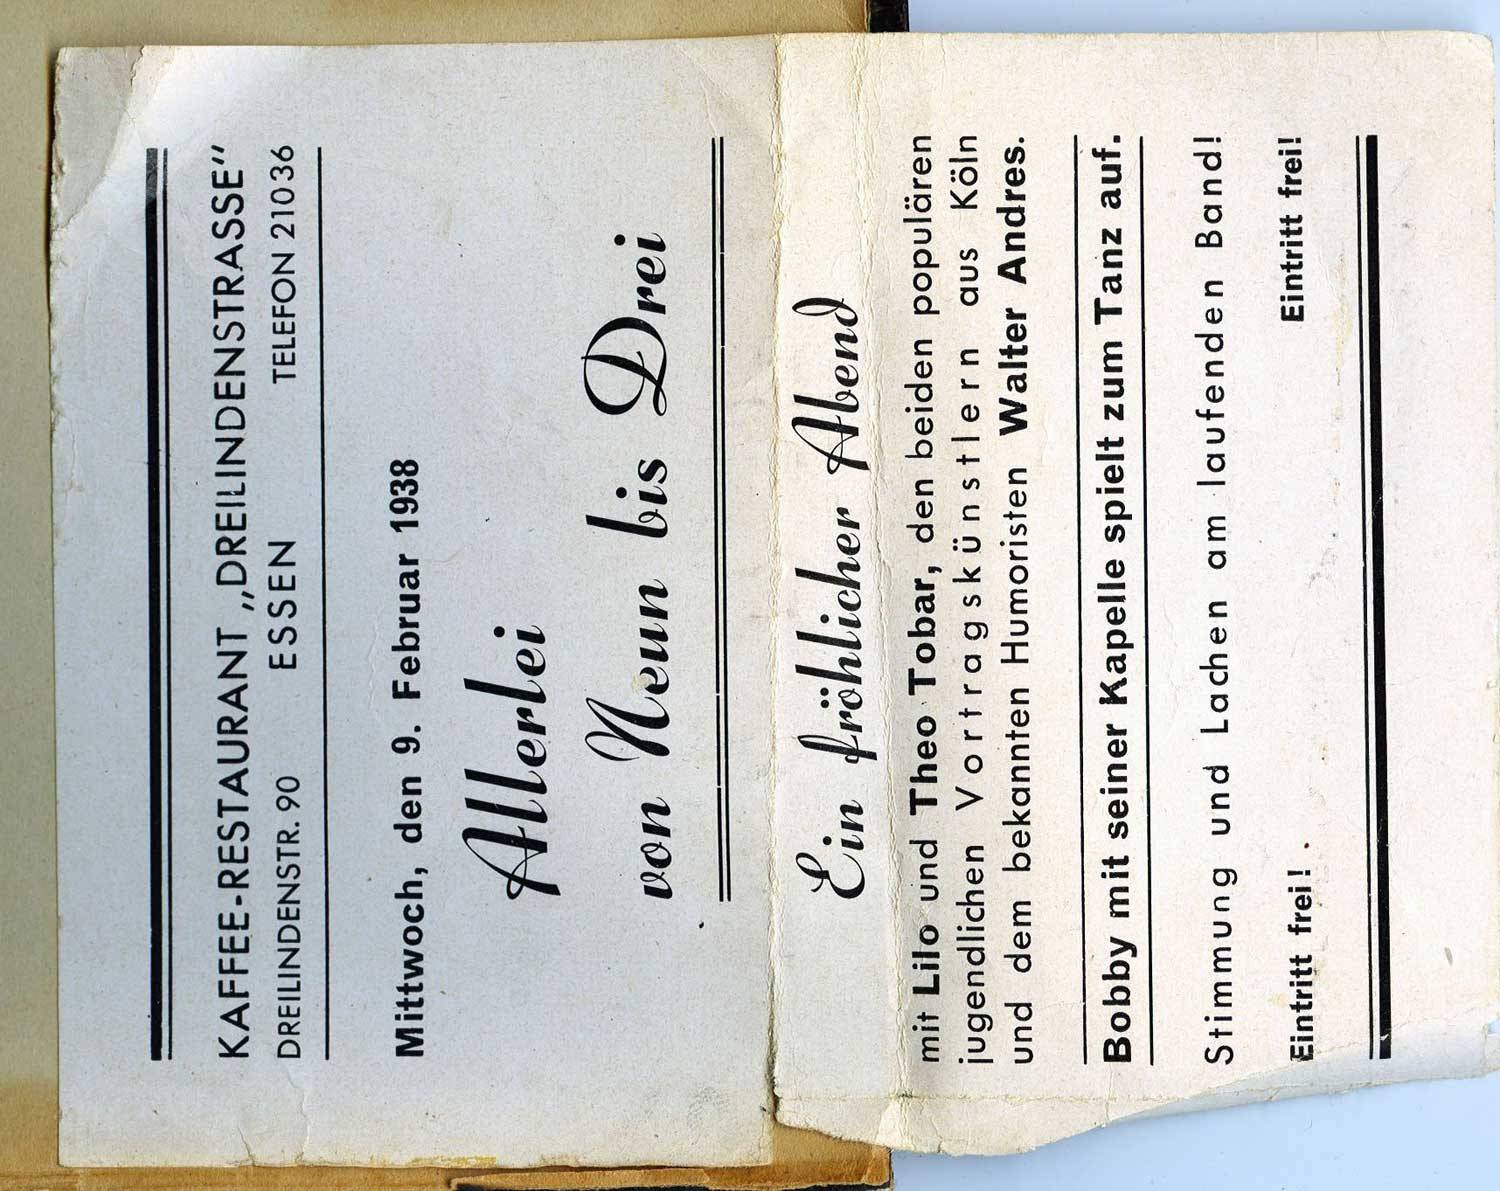 KAFFEE-RESTAURANT „DREILINDENSTRASSE"
DREILINDENSTR. 90 ESSEN TELEFON 21036
Mittwoch, den 9. Februar 1938
Allerlei
von Neun bis Drei
Ein fröhlicher Abend
mit Lilo und Theo Tobar, den beiden populären
jugendlichen Vortragskünstlern aus Köln
und dem bekannten Humoristen Walter Andres.
Bobby mit seiner Kapelle spielt zum Tanz auf.
Stimmung und Lachen am laufenden Band!
Eintritt frei! Eintritt frei!